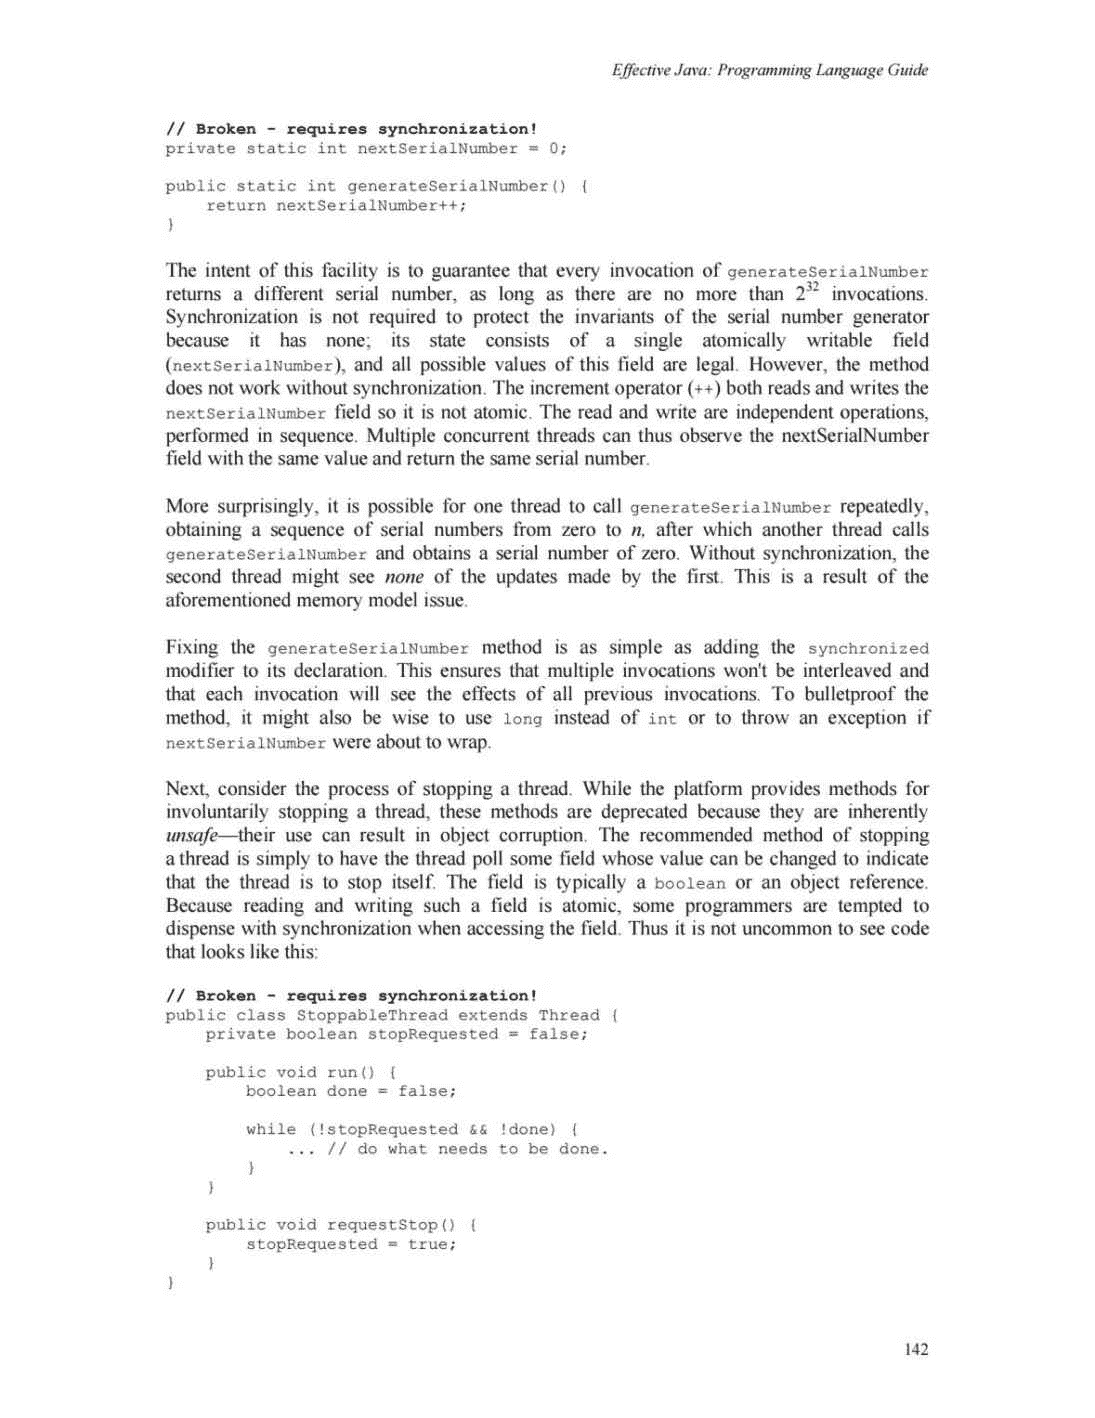 Effective Java: Programming Language Guide
// Broken - requires synchronization!
private static int nextSerialNumber = 0;
public static int generateSerialNumber() {
return nextSerialNumber++;
}
The intent of this facility is to guarantee that every invocation of generateSerialNumber
returns a different serial number, as long as there are no more than 2^32 invocations.
Synchronization is not required to protect the invariants of the serial number generator
because it has none; its state consists of a single atomically writable field
(nextSerialNumber), and all possible values of this field are legal. However, the method
does not work without synchronization. The increment operator (++) both reads and writes the
nextSerialNumber field so it is not atomic. The read and write are independent operations,
performed in sequence. Multiple concurrent threads can thus observe the nextSerialNumber
field with the same value and return the same serial number.
More surprisingly, it is possible for one thread to call generateSerialNumber repeatedly,
obtaining a sequence of serial numbers from zero to n, after which another thread calls
generateSerialNumber and obtains a serial number of zero. Without synchronization, the
second thread might see none of the updates made by the first. This is a result of the
aforementioned memory model issue.
Fixing the generateSerialNumber method is as simple as adding the synchronized
modifier to its declaration. This ensures that multiple invocations won't be interleaved and
that each invocation will see the effects of all previous invocations. To bulletproof the
method, it might also be wise to use long instead of int or to throw an exception if
nextSerialNumber were about to wrap.
Next, consider the process of stopping a thread. While the platform provides methods for
involuntarily stopping a thread, these methods are deprecated because they are inherently
unsafe—their use can result in object corruption. The recommended method of stopping
a thread is simply to have the thread poll some field whose value can be changed to indicate
that the thread is to stop itself. The field is typically a boolean or an object reference.
Because reading and writing such a field is atomic, some programmers are tempted to
dispense with synchronization when accessing the field. Thus it is not uncommon to see code
that looks like this:
// Broken - requires synchronization!
public class StoppableThread extends Thread {
private boolean stopRequested = false;
public void run() {
boolean done = false;
while (!stopRequested && !done) {
... // do what needs to be done.
}
}
public void requestStop() {
stopRequested = true;
}
}
142